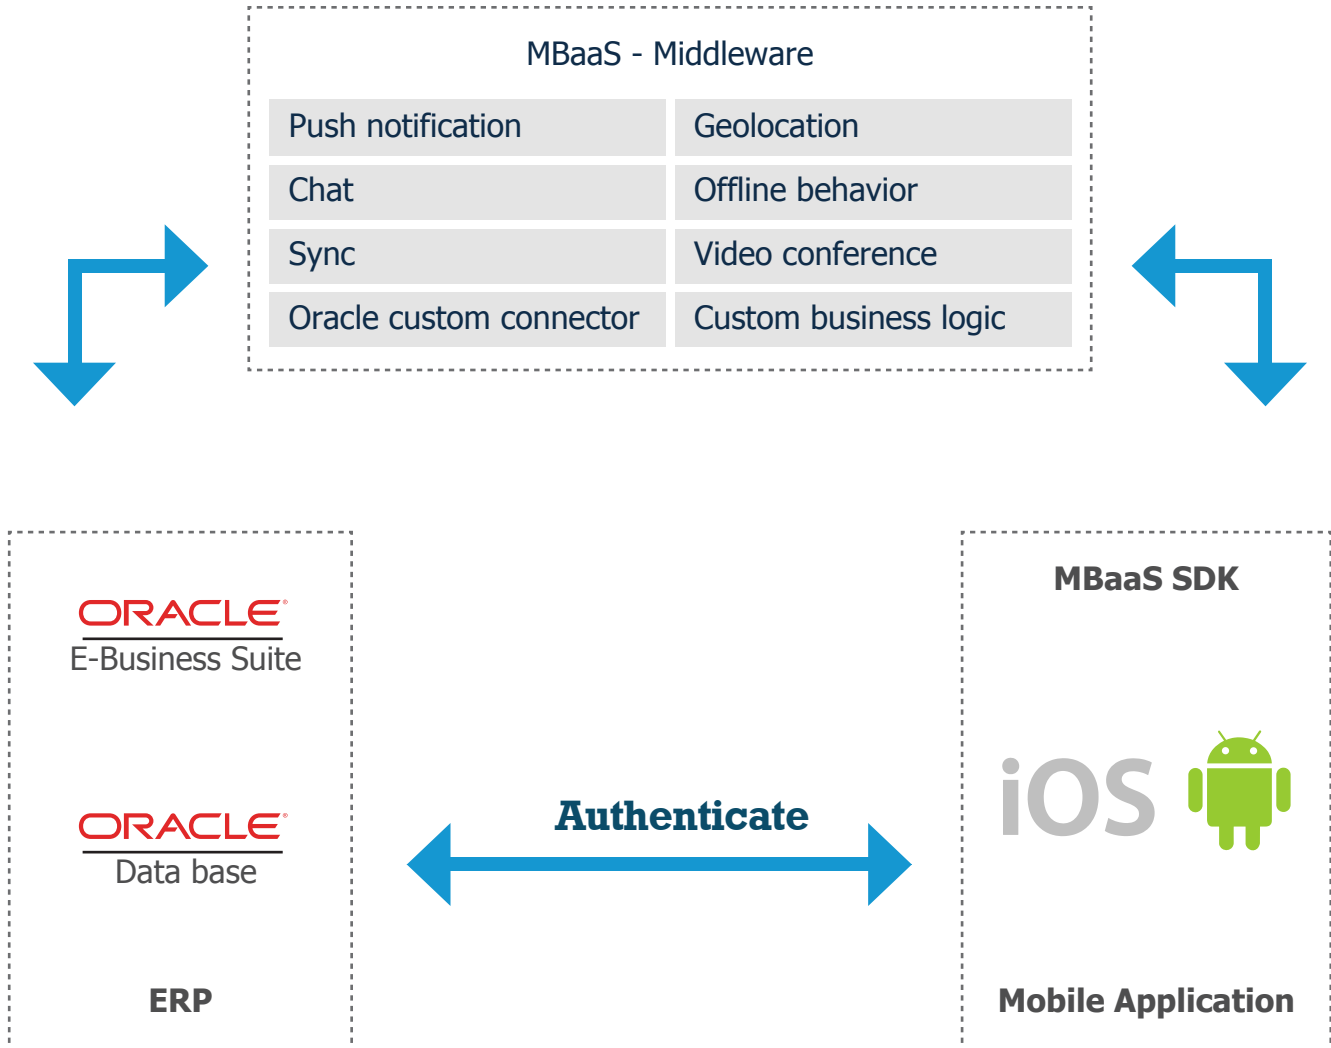 MBaaS - Middleware
Push notification
Geolocation
Chat
Offline behavior
Sync
Video conference
Oracle custom connector
Custom business logic
ORACLE®
E-Business Suite
ORACLE®
Data base
ERP
Authenticate
MBaaS SDK
iOS
Mobile Application